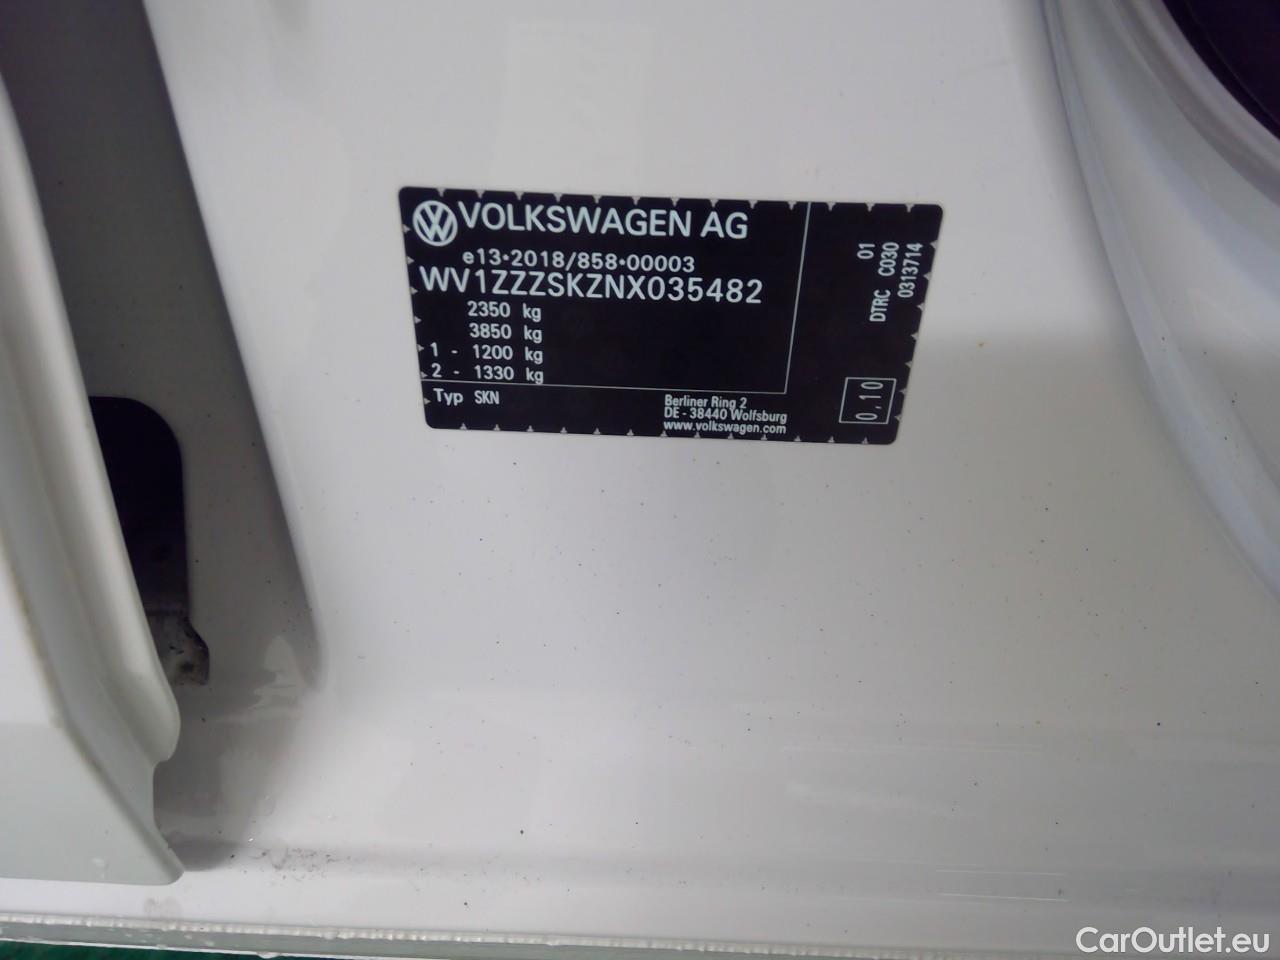 VOLKSWAGEN AG
e13*2018/858*00003
WV1ZZZSKZNX035482
2350 kg
3850 kg
1 - 1200 kg
2 - 1330 kg
Typ SKN
Berliner Ring 2
DE - 38440 Wolfsburg
www.volkswagen.com
01
DTRC C030
0313714
0,10
CarOutlet.eu